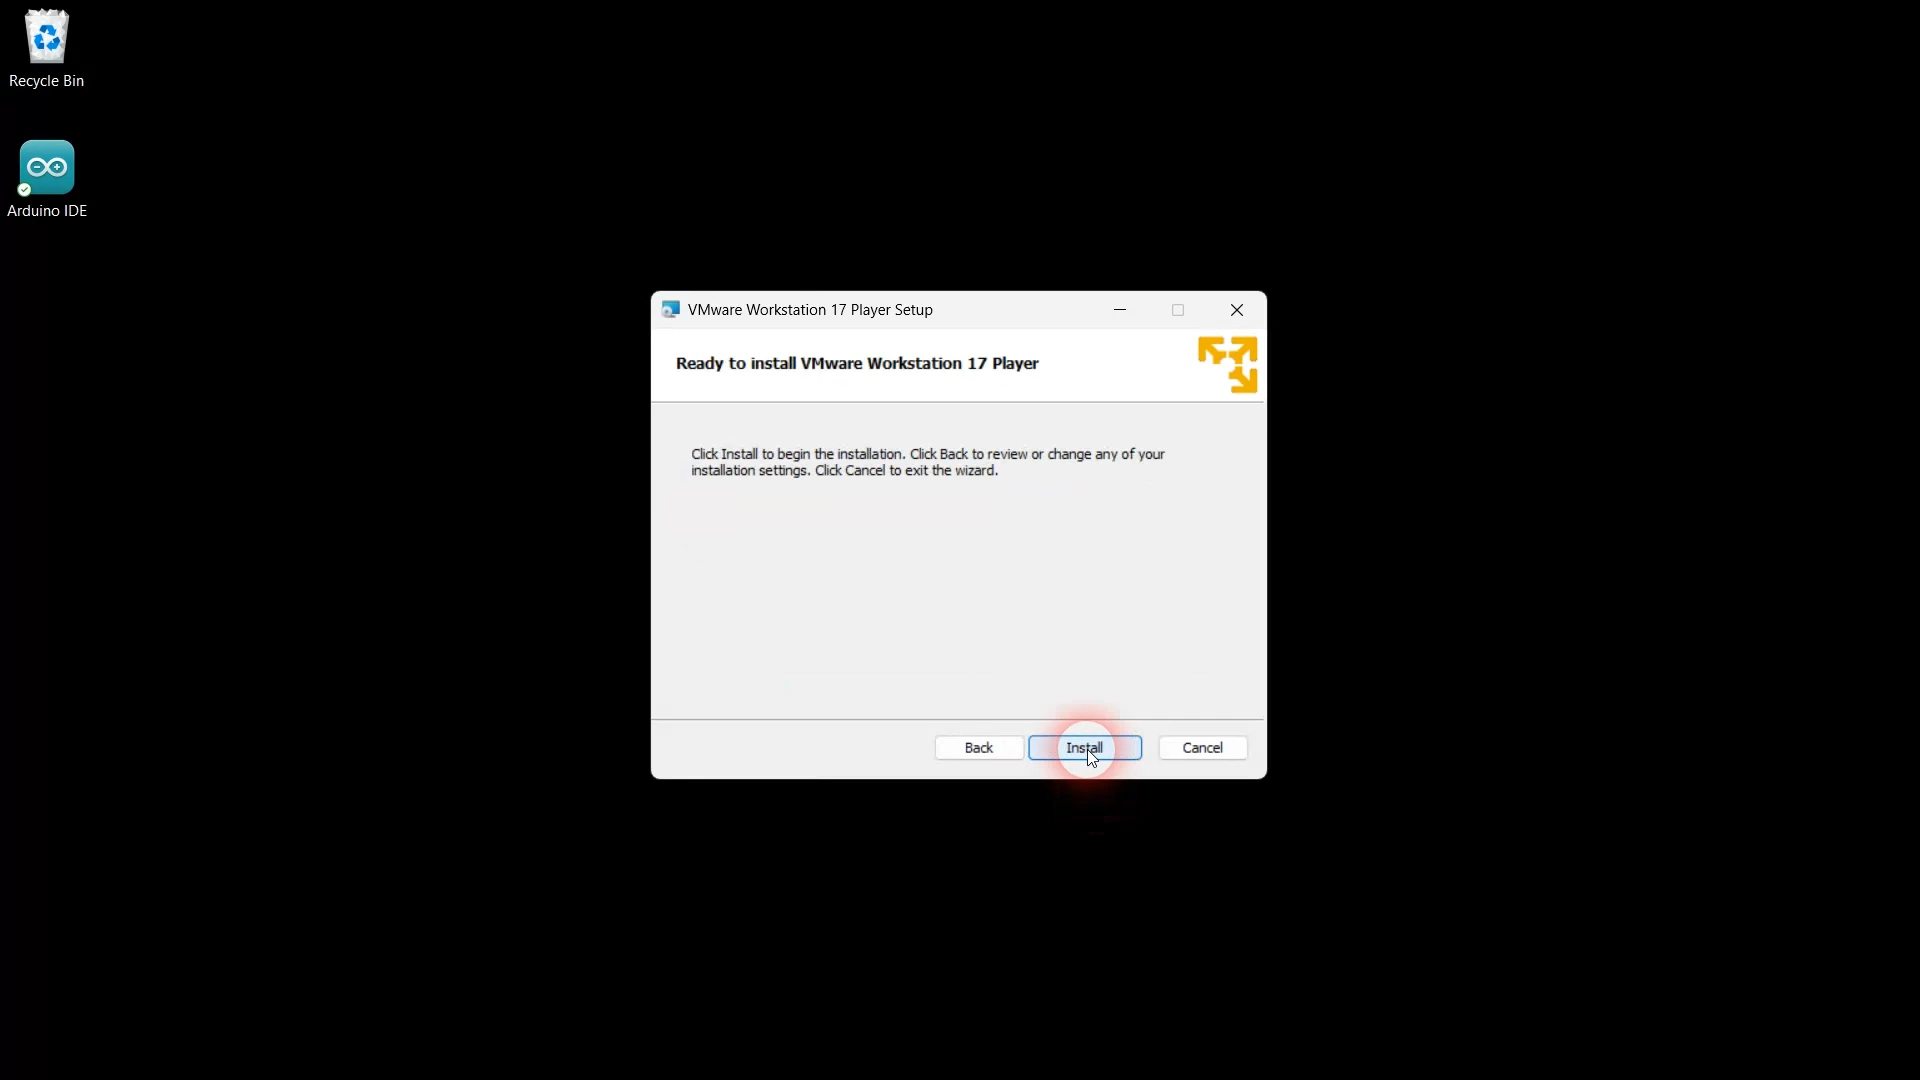 Recycle Bin
Arduino IDE
VMware Workstation 17 Player Setup
Ready to install VMware Workstation 17 Player
Click Install to begin the installation. Click Back to review or change any of your
installation settings. Click Cancel to exit the wizard.
Back
Install
Cancel